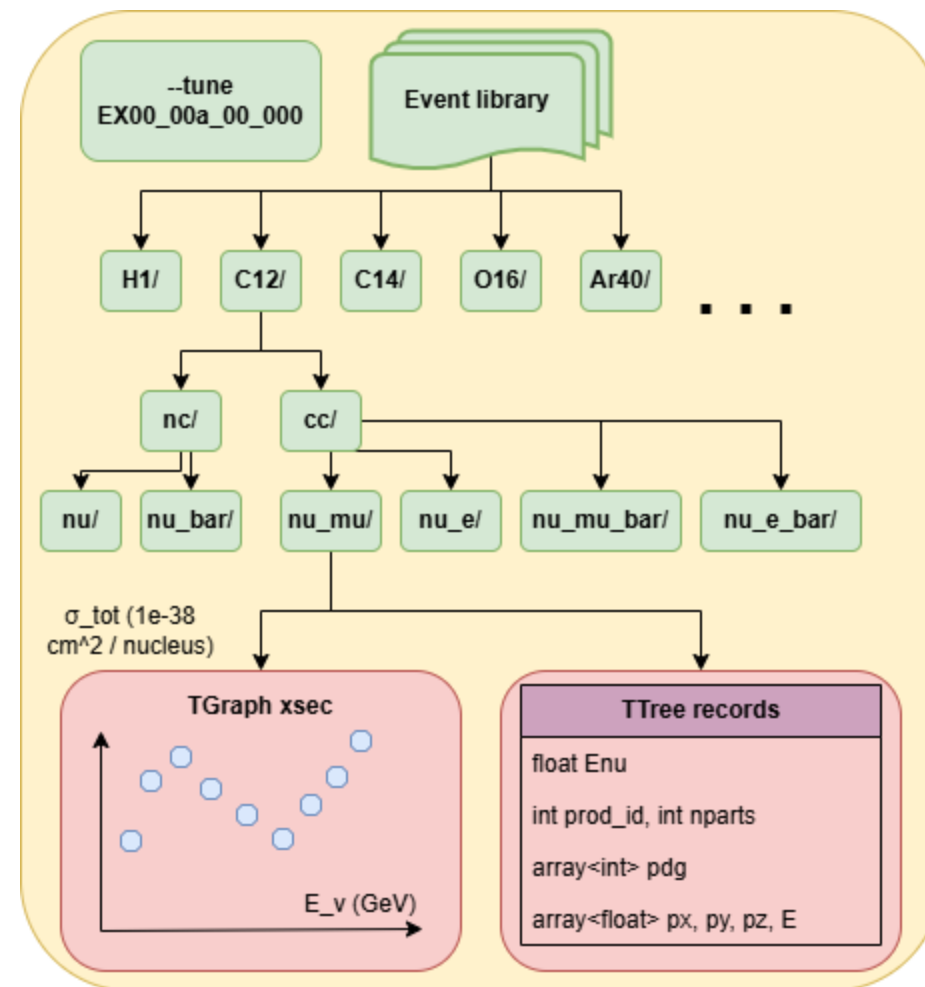 --tune
EX00_00a_00_000
Event library
H1/
C12/
C14/
O16/
Ar40/
. . .
nc/
cc/
nu/
nu_bar/
nu_mu/
nu_e/
nu_mu_bar/
nu_e_bar/
σ_tot (1e-38
cm^2 / nucleus)
TGraph xsec
E_v (GeV)
TTree records
float Enu
int prod_id, int nparts
array<int> pdg
array<float> px, py, pz, E